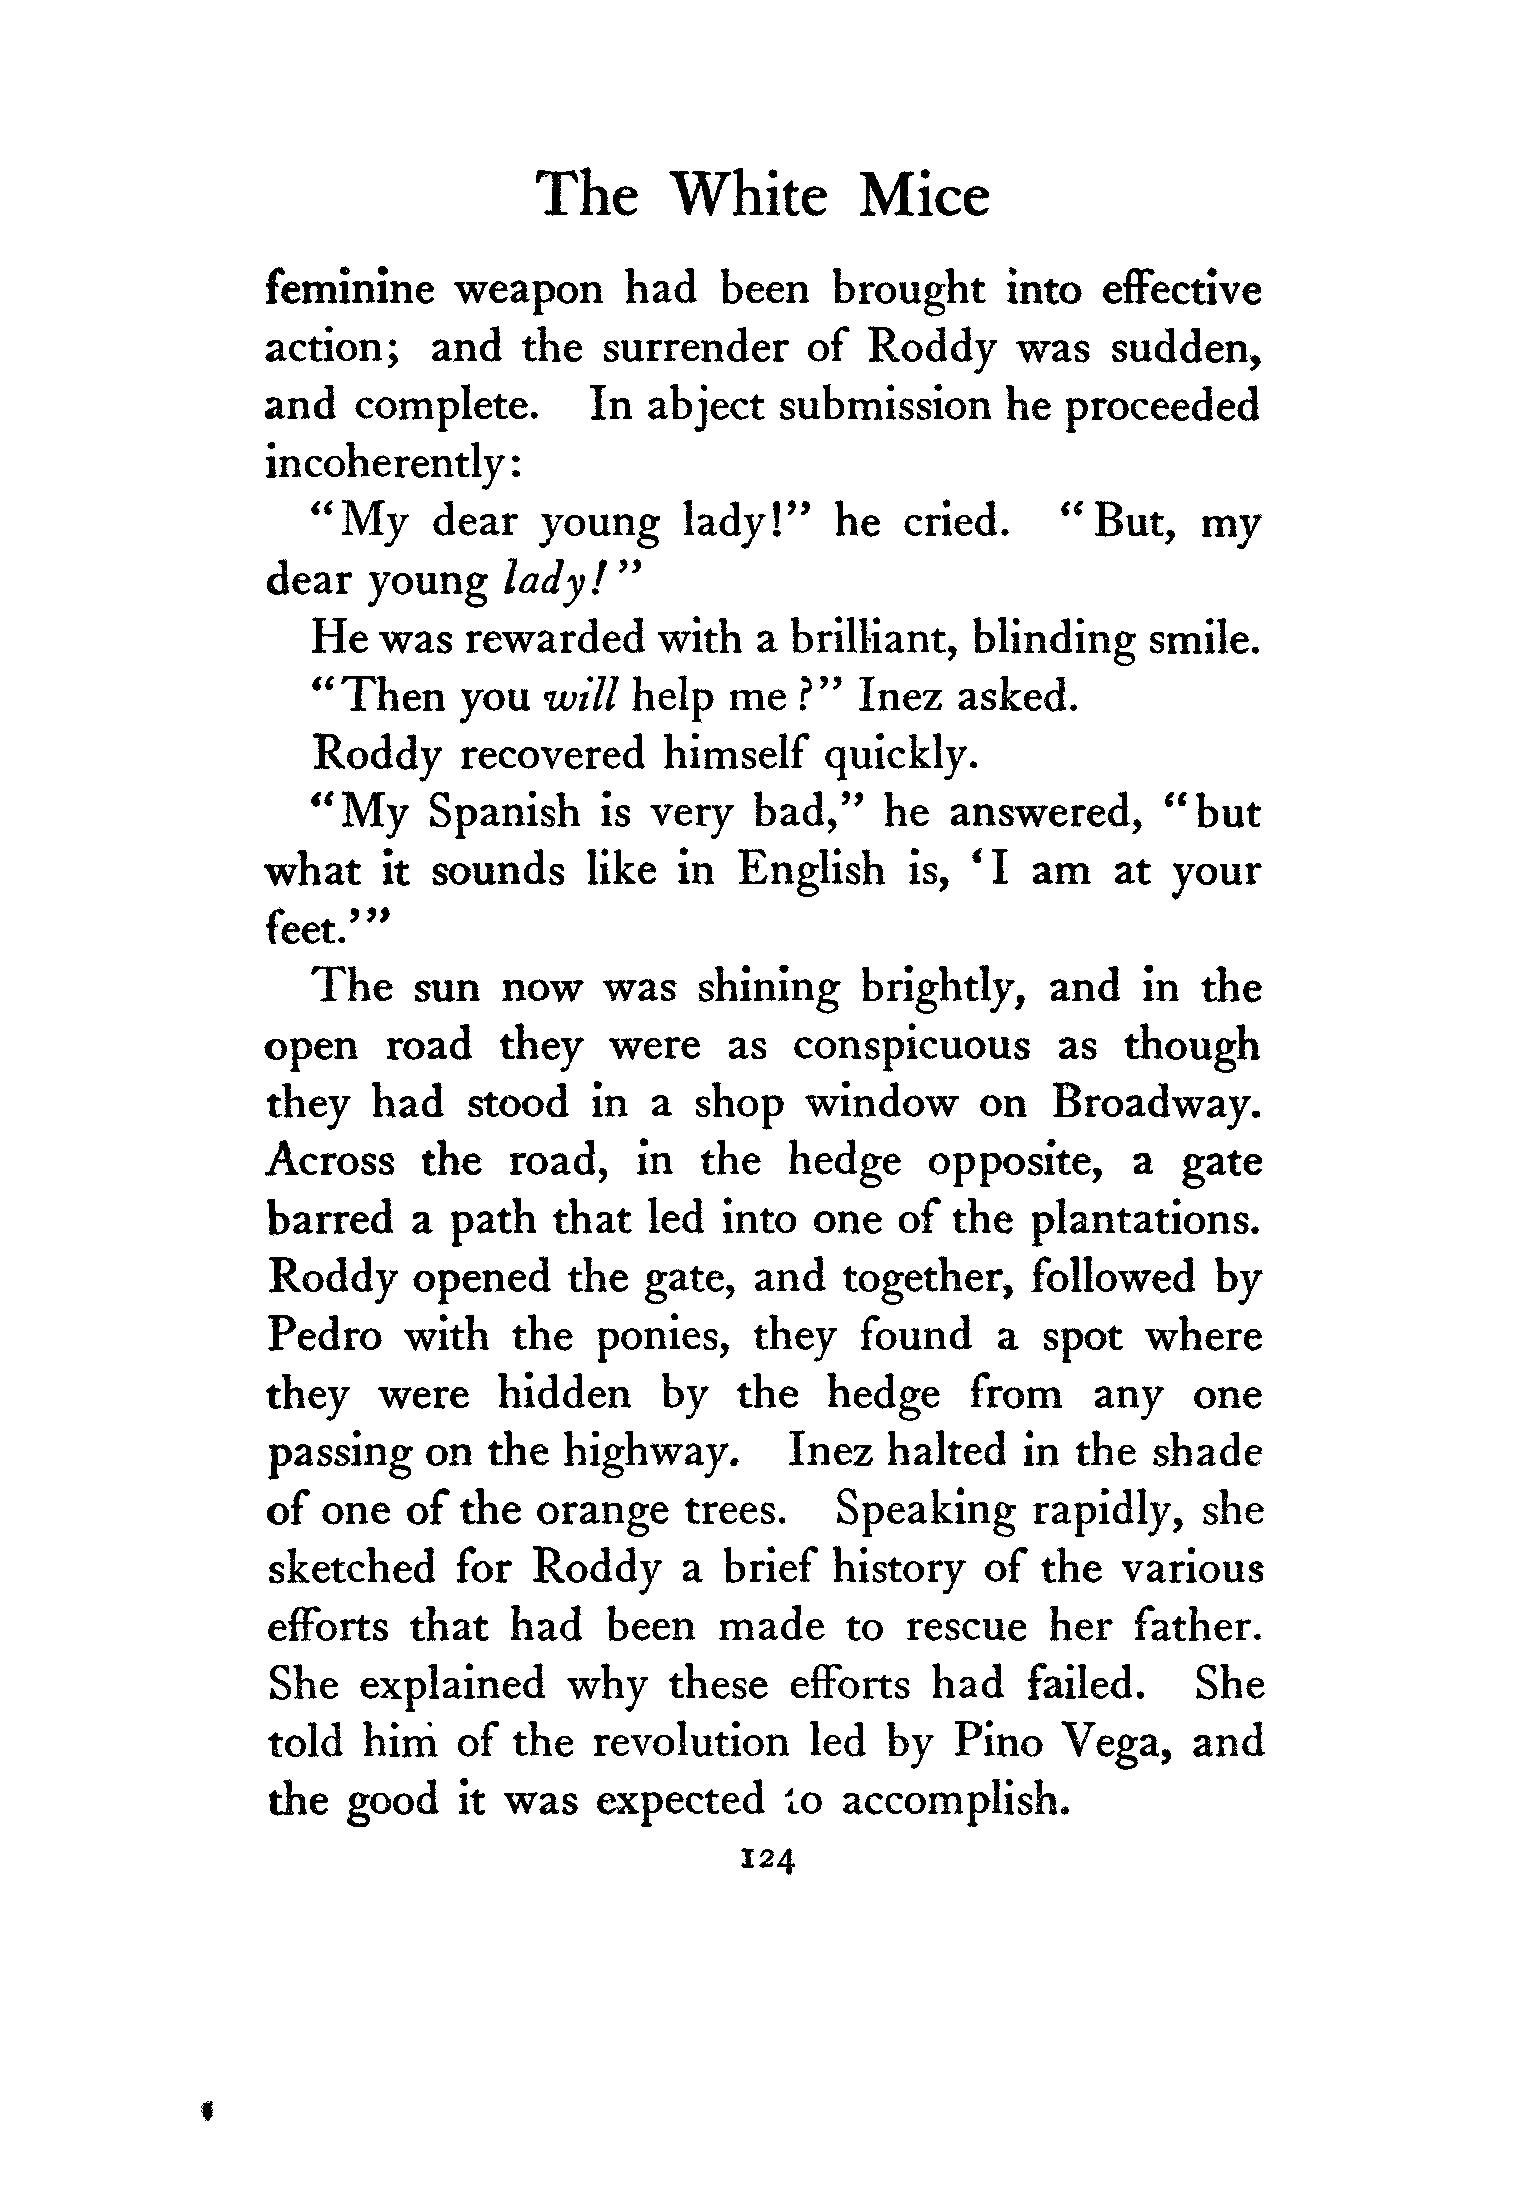 The White Mice
feminine weapon had been brought into effective
action; and the surrender of Roddy was sudden,
and complete. In abject submission he proceeded
incoherently:
"My dear young lady!" he cried. "But, my
dear young lady!"
He was rewarded with a brilliant, blinding smile.
"Then you will help me?" Inez asked.
Roddy recovered himself quickly.
"My Spanish is very bad," he answered, "but
what it sounds like in English is, 'I am at your
feet.'"
The sun now was shining brightly, and in the
open road they were as conspicuous as though
they had stood in a shop window on Broadway.
Across the road, in the hedge opposite, a gate
barred a path that led into one of the plantations.
Roddy opened the gate, and together, followed by
Pedro with the ponies, they found a spot where
they were hidden by the hedge from any one
passing on the highway. Inez halted in the shade
of one of the orange trees. Speaking rapidly, she
sketched for Roddy a brief history of the various
efforts that had been made to rescue her father.
She explained why these efforts had failed. She
told him of the revolution led by Pino Vega, and
the good it was expected to accomplish.
124